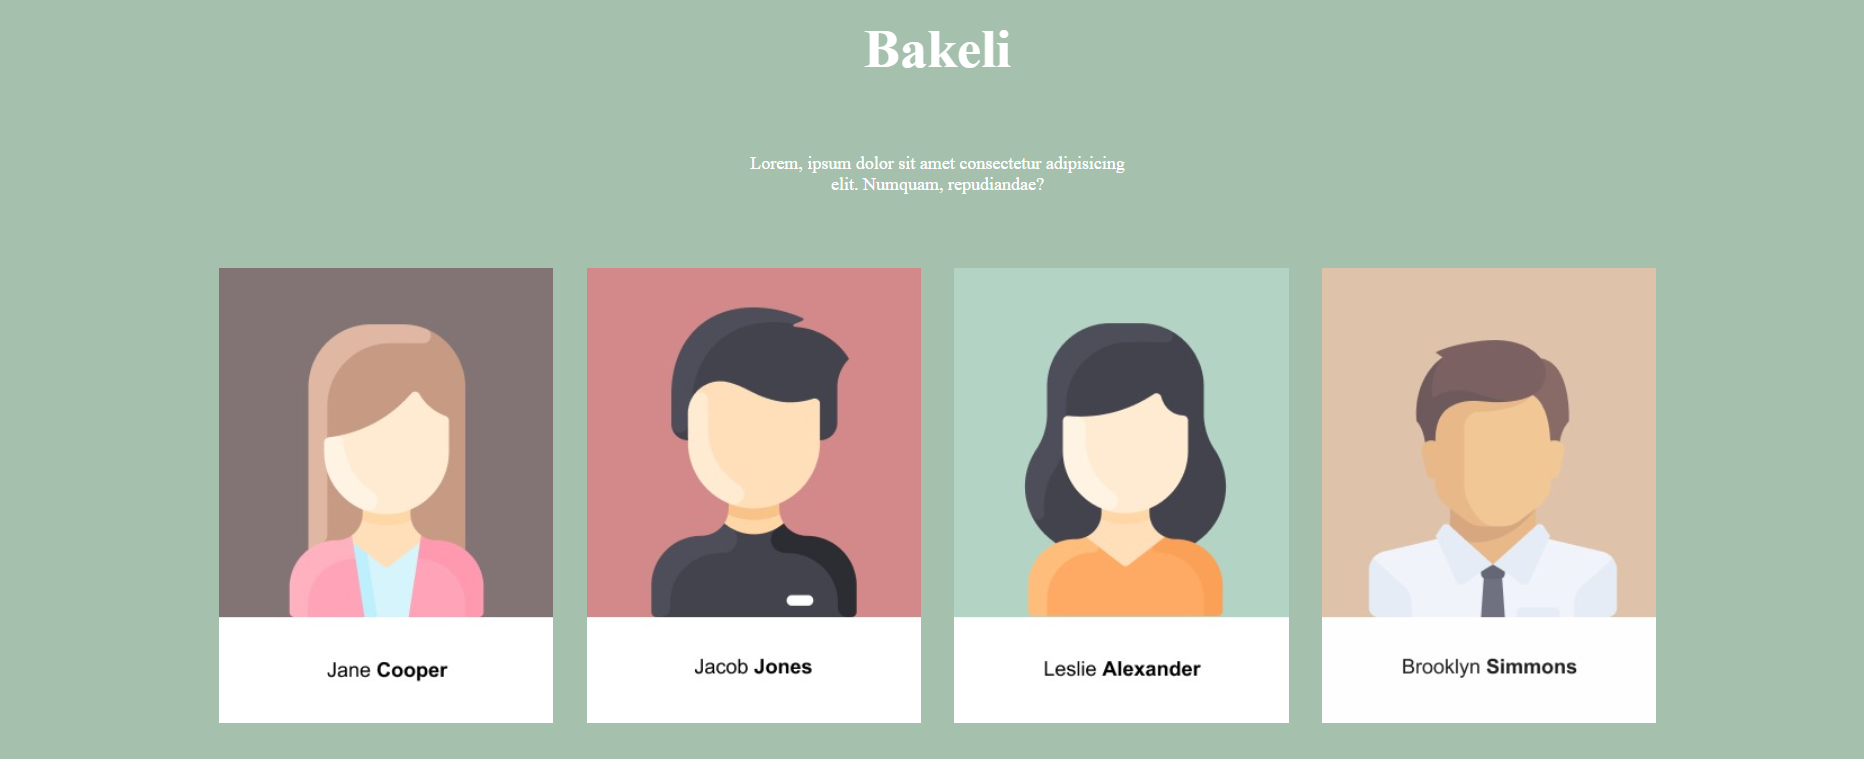 Bakeli
Lorem, ipsum dolor sit amet consectetur adipisicing
elit. Numquam, repudiandae?
Jane Cooper
Jacob Jones
Leslie Alexander
Brooklyn Simmons